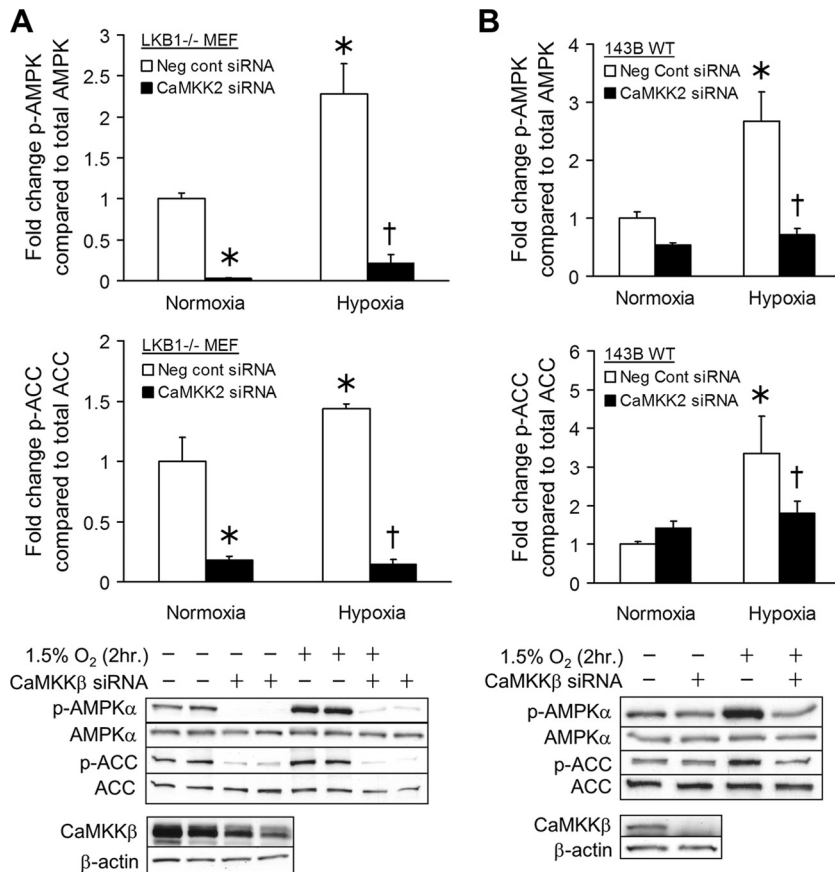 A
Fold change p-AMPK
compared to total AMPK
3
2.5
2
1.5
1
0.5
0
LKB1-/- MEF
Neg cont siRNA
CaMKK2 siRNA
*
*
†
Normoxia
Hypoxia
Fold change p-ACC
compared to total ACC
2
1.5
1
0.5
0
LKB1-/- MEF
Neg cont siRNA
CaMKK2 siRNA
*
*
†
Normoxia
Hypoxia
1.5% O2 (2hr.) – – – – + + +
CaMKKβ siRNA – – + + – – + +
p-AMPKα
AMPKα
p-ACC
ACC
CaMKKβ
β-actin
B
Fold change p-AMPK
compared to total AMPK
4
3
2
1
0
143B WT
Neg Cont siRNA
CaMKK2 siRNA
*
†
Normoxia
Hypoxia
Fold change p-ACC
compared to total ACC
6
5
4
3
2
1
0
143B WT
Neg Cont siRNA
CaMKK2 siRNA
*
†
Normoxia
Hypoxia
1.5% O2 (2hr.) – – + +
CaMKKβ siRNA – + – +
p-AMPKα
AMPKα
p-ACC
ACC
CaMKKβ
β-actin